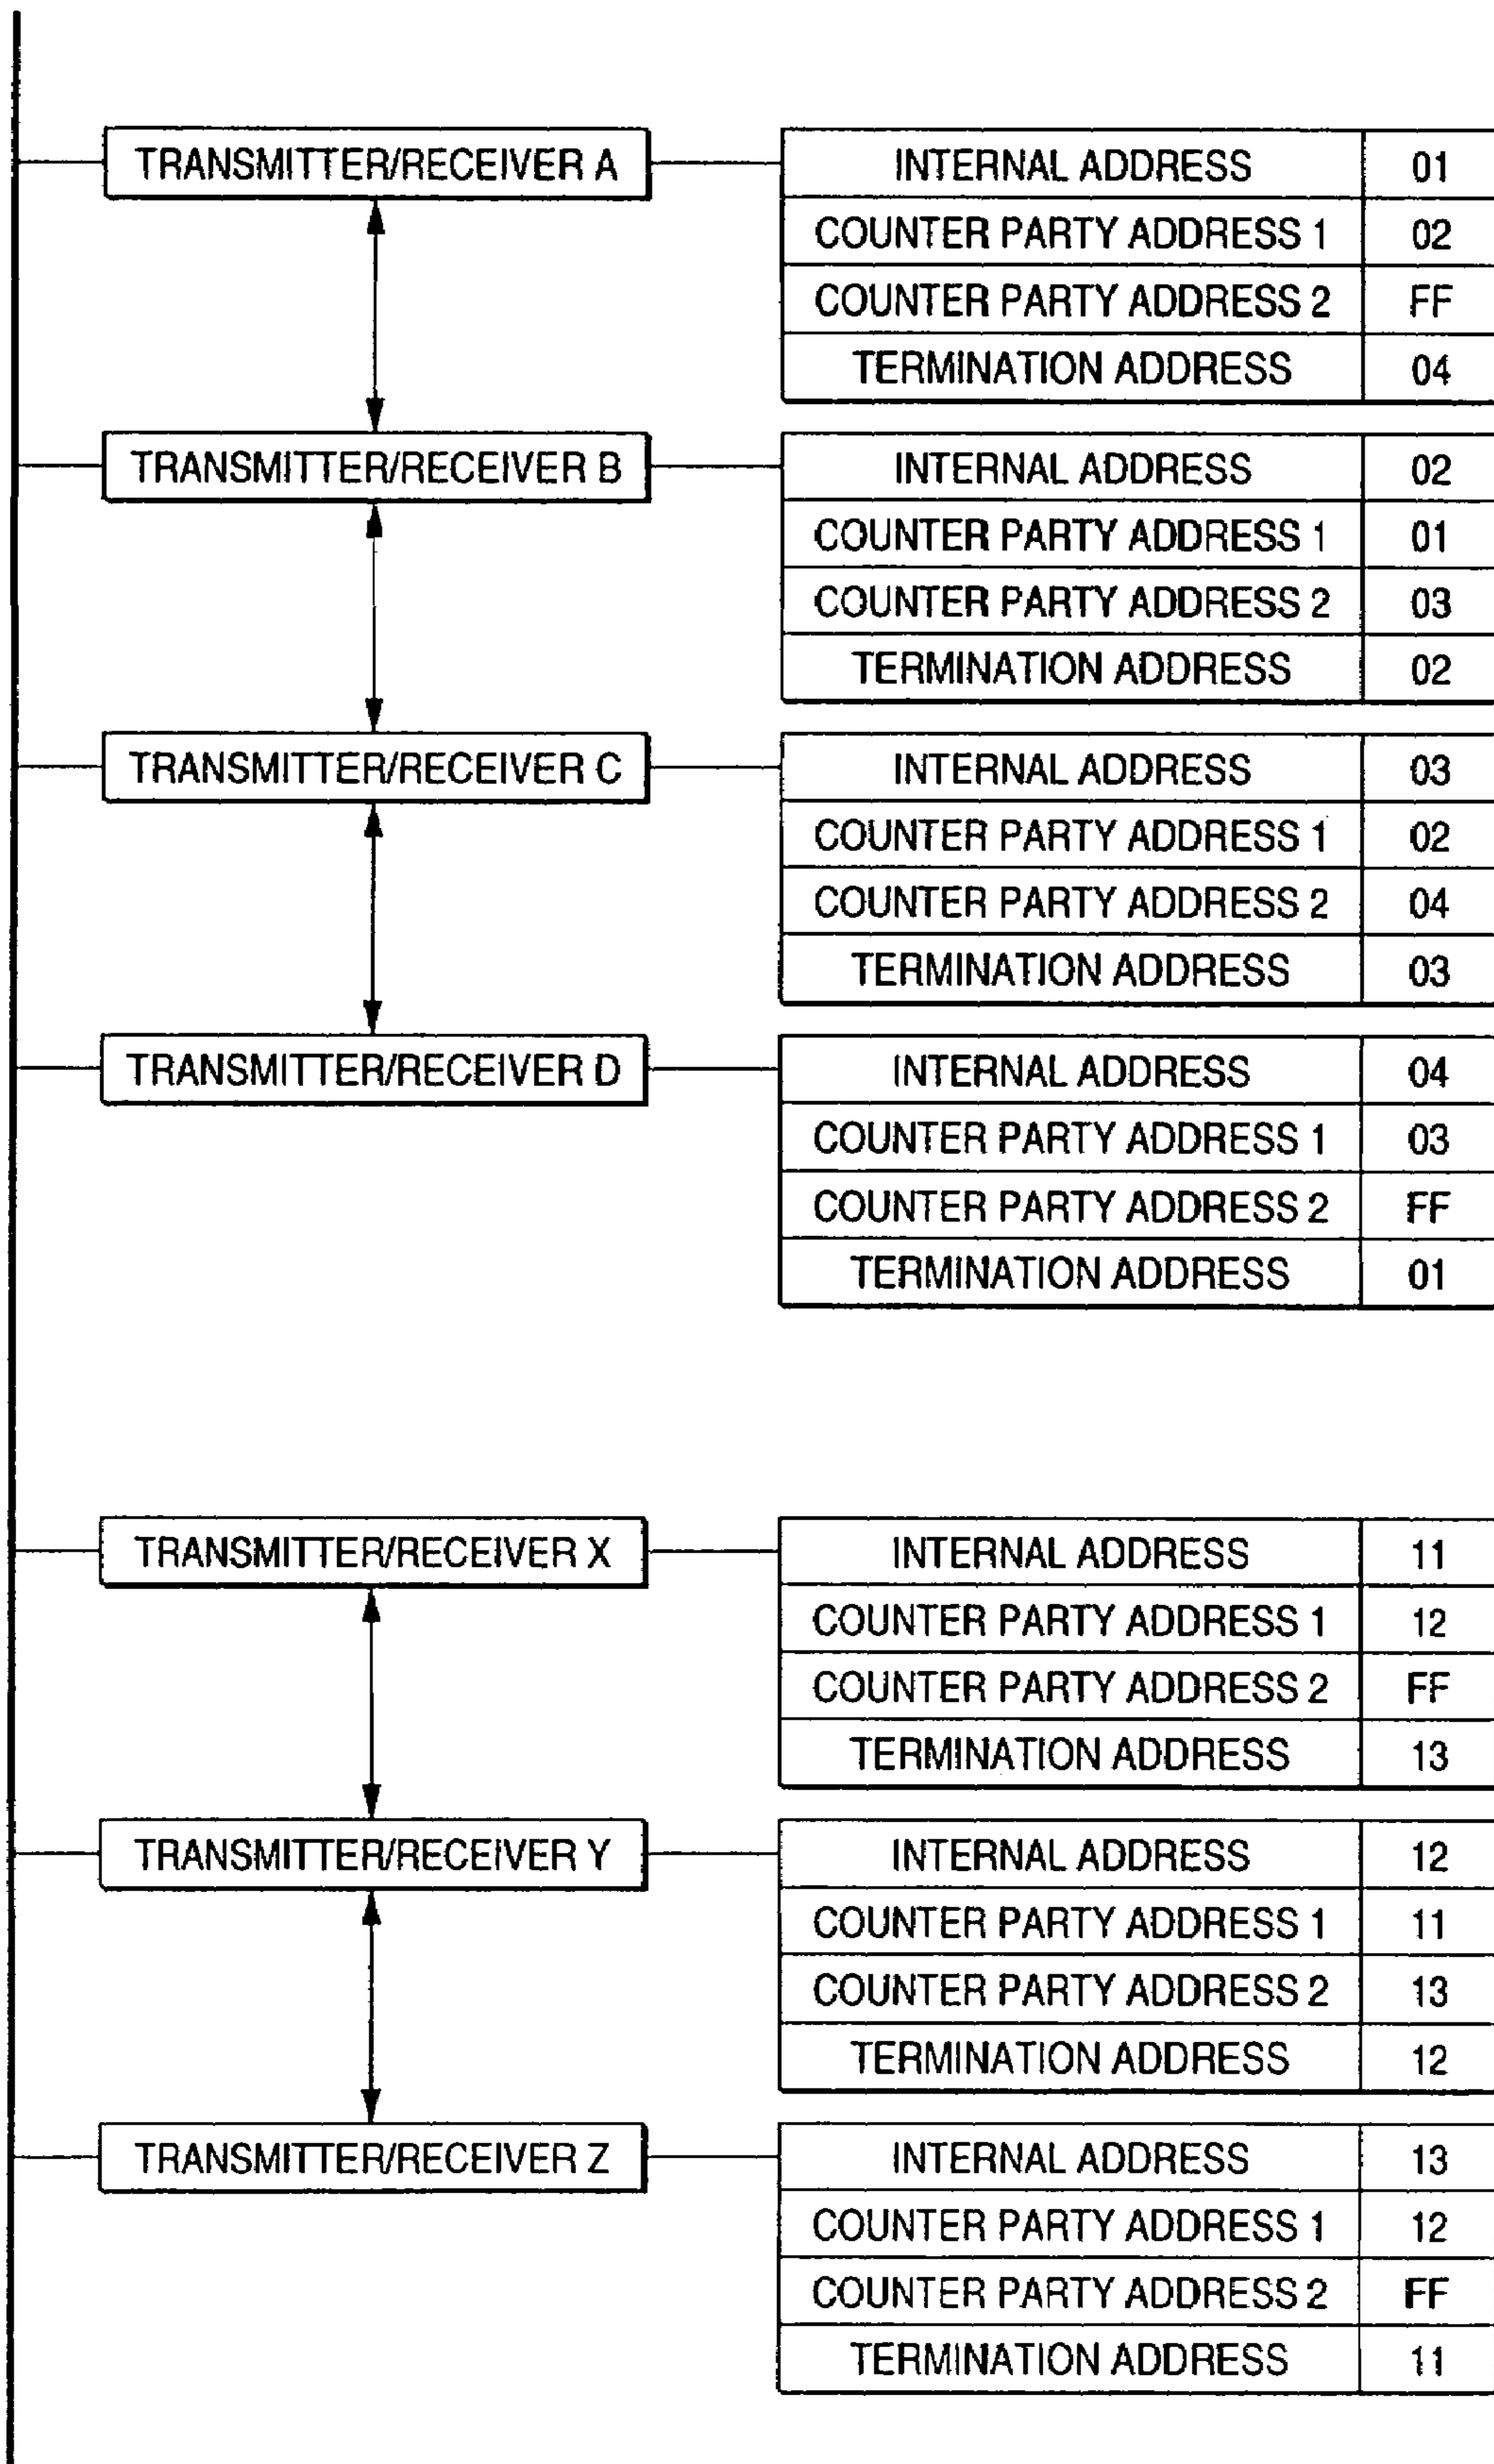 TRANSMITTER/RECEIVER A
INTERNAL ADDRESS 01
COUNTER PARTY ADDRESS 1 02
COUNTER PARTY ADDRESS 2 FF
TERMINATION ADDRESS 04
TRANSMITTER/RECEIVER B
INTERNAL ADDRESS 02
COUNTER PARTY ADDRESS 1 01
COUNTER PARTY ADDRESS 2 03
TERMINATION ADDRESS 02
TRANSMITTER/RECEIVER C
INTERNAL ADDRESS 03
COUNTER PARTY ADDRESS 1 02
COUNTER PARTY ADDRESS 2 04
TERMINATION ADDRESS 03
TRANSMITTER/RECEIVER D
INTERNAL ADDRESS 04
COUNTER PARTY ADDRESS 1 03
COUNTER PARTY ADDRESS 2 FF
TERMINATION ADDRESS 01
TRANSMITTER/RECEIVER X
INTERNAL ADDRESS 11
COUNTER PARTY ADDRESS 1 12
COUNTER PARTY ADDRESS 2 FF
TERMINATION ADDRESS 13
TRANSMITTER/RECEIVER Y
INTERNAL ADDRESS 12
COUNTER PARTY ADDRESS 1 11
COUNTER PARTY ADDRESS 2 13
TERMINATION ADDRESS 12
TRANSMITTER/RECEIVER Z
INTERNAL ADDRESS 13
COUNTER PARTY ADDRESS 1 12
COUNTER PARTY ADDRESS 2 FF
TERMINATION ADDRESS 11